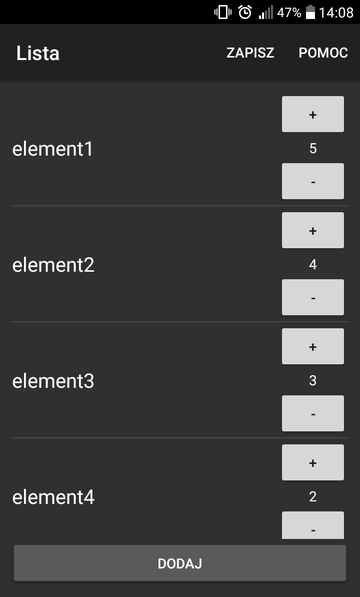 47% 14:08
Lista ZAPISZ POMOC
+
element1 5
-
+
element2 4
-
+
element3 3
-
+
element4 2
-
DODAJ